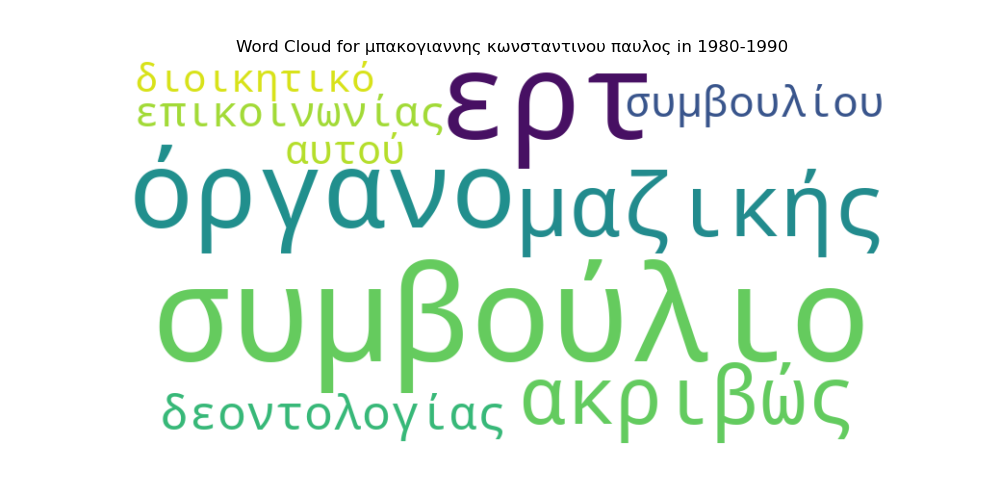 Word Cloud for μπακογιαννης κωνσταντινου παυλος in 1980-1990
διοικητικό
ερτ
συμβουλίου
επικοινωνίας
αυτού
όργανο
μαζικής
συμβούλιο
ακριβώς
δεοντολογίας